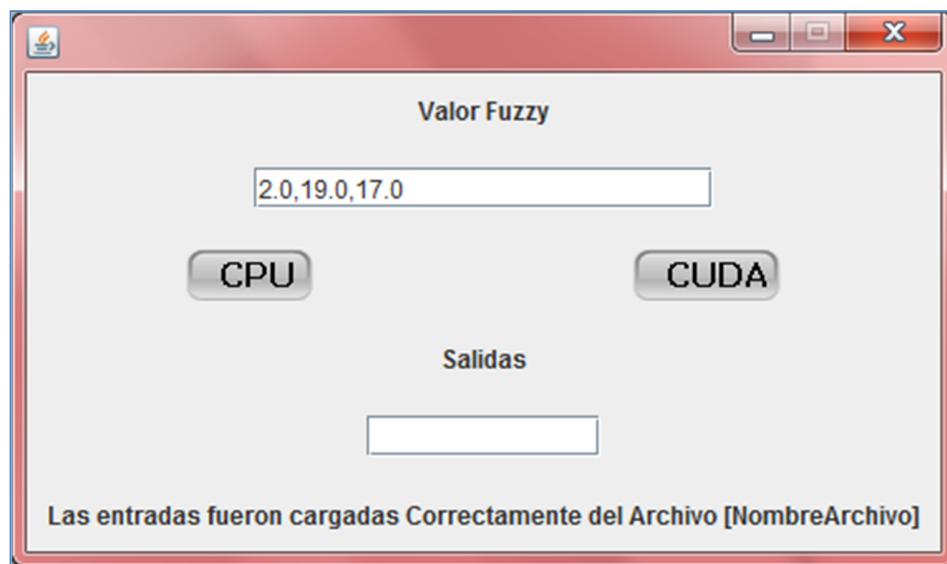 Valor Fuzzy
2.0,19.0,17.0
CPU CUDA
Salidas
Las entradas fueron cargadas Correctamente del Archivo [NombreArchivo]